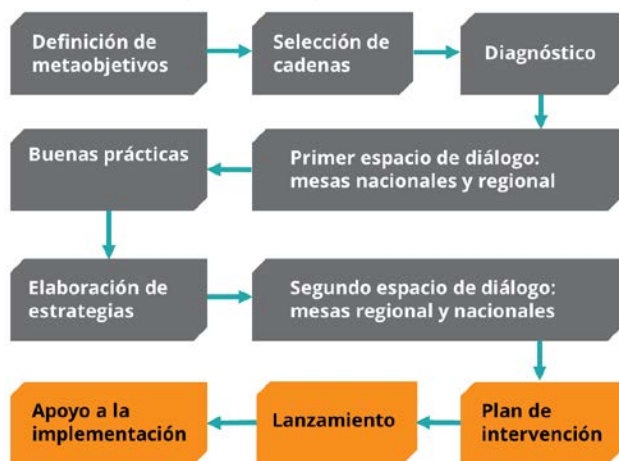 Definición de
metaobjetivos
Selección de
cadenas
Diagnóstico
Primer espacio de diálogo:
mesas nacionales y regional
Buenas prácticas
Elaboración de
estrategias
Segundo espacio de diálogo:
mesas regional y nacionales
Plan de
intervención
Lanzamiento
Apoyo a la
implementación